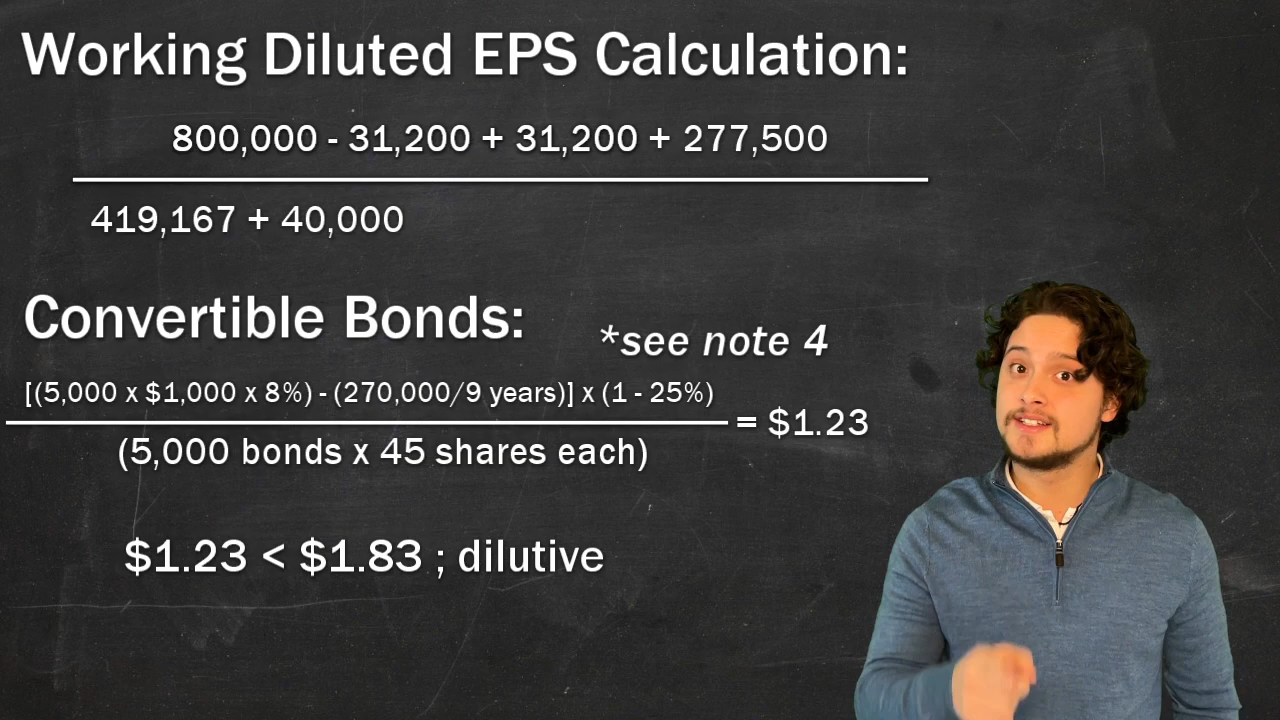 Working Diluted EPS Calculation:
800,000 - 31,200 + 31,200 + 277,500
419,167 + 40,000
Convertible Bonds:
*see note 4
[(5,000 x $1,000 x 8%) - (270,000/9 years)] x (1 - 25%)
= $1.23
(5,000 bonds x 45 shares each)
$1.23 < $1.83 ; dilutive